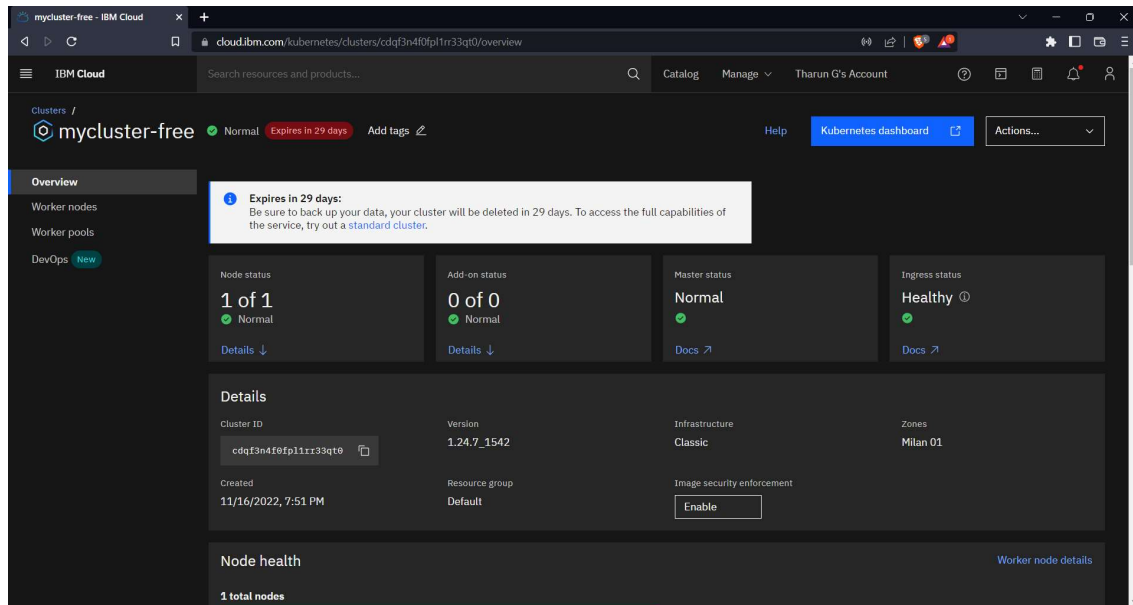 mycluster-free - IBM Cloud
cloud.ibm.com/kubernetes/clusters/cdqf3n4f0fpl1rr33qt0/overview
IBM Cloud
Search resources and products...
Catalog
Manage
Tharun G's Account
Clusters /
mycluster-free
Normal
Expires in 29 days
Add tags
Help
Kubernetes dashboard
Actions...
Overview
Worker nodes
Worker pools
DevOps New
Expires in 29 days:
Be sure to back up your data, your cluster will be deleted in 29 days. To access the full capabilities of
the service, try out a standard cluster.
Node status
1 of 1
Normal
Details
Add-on status
0 of 0
Normal
Details
Master status
Normal
Docs
Ingress status
Healthy
Docs
Details
Cluster ID
cdqf3n4f0fpl1rr33qt0
Version
1.24.7_1542
Infrastructure
Classic
Zones
Milan 01
Created
11/16/2022, 7:51 PM
Resource group
Default
Image security enforcement
Enable
Node health
Worker node details
1 total nodes